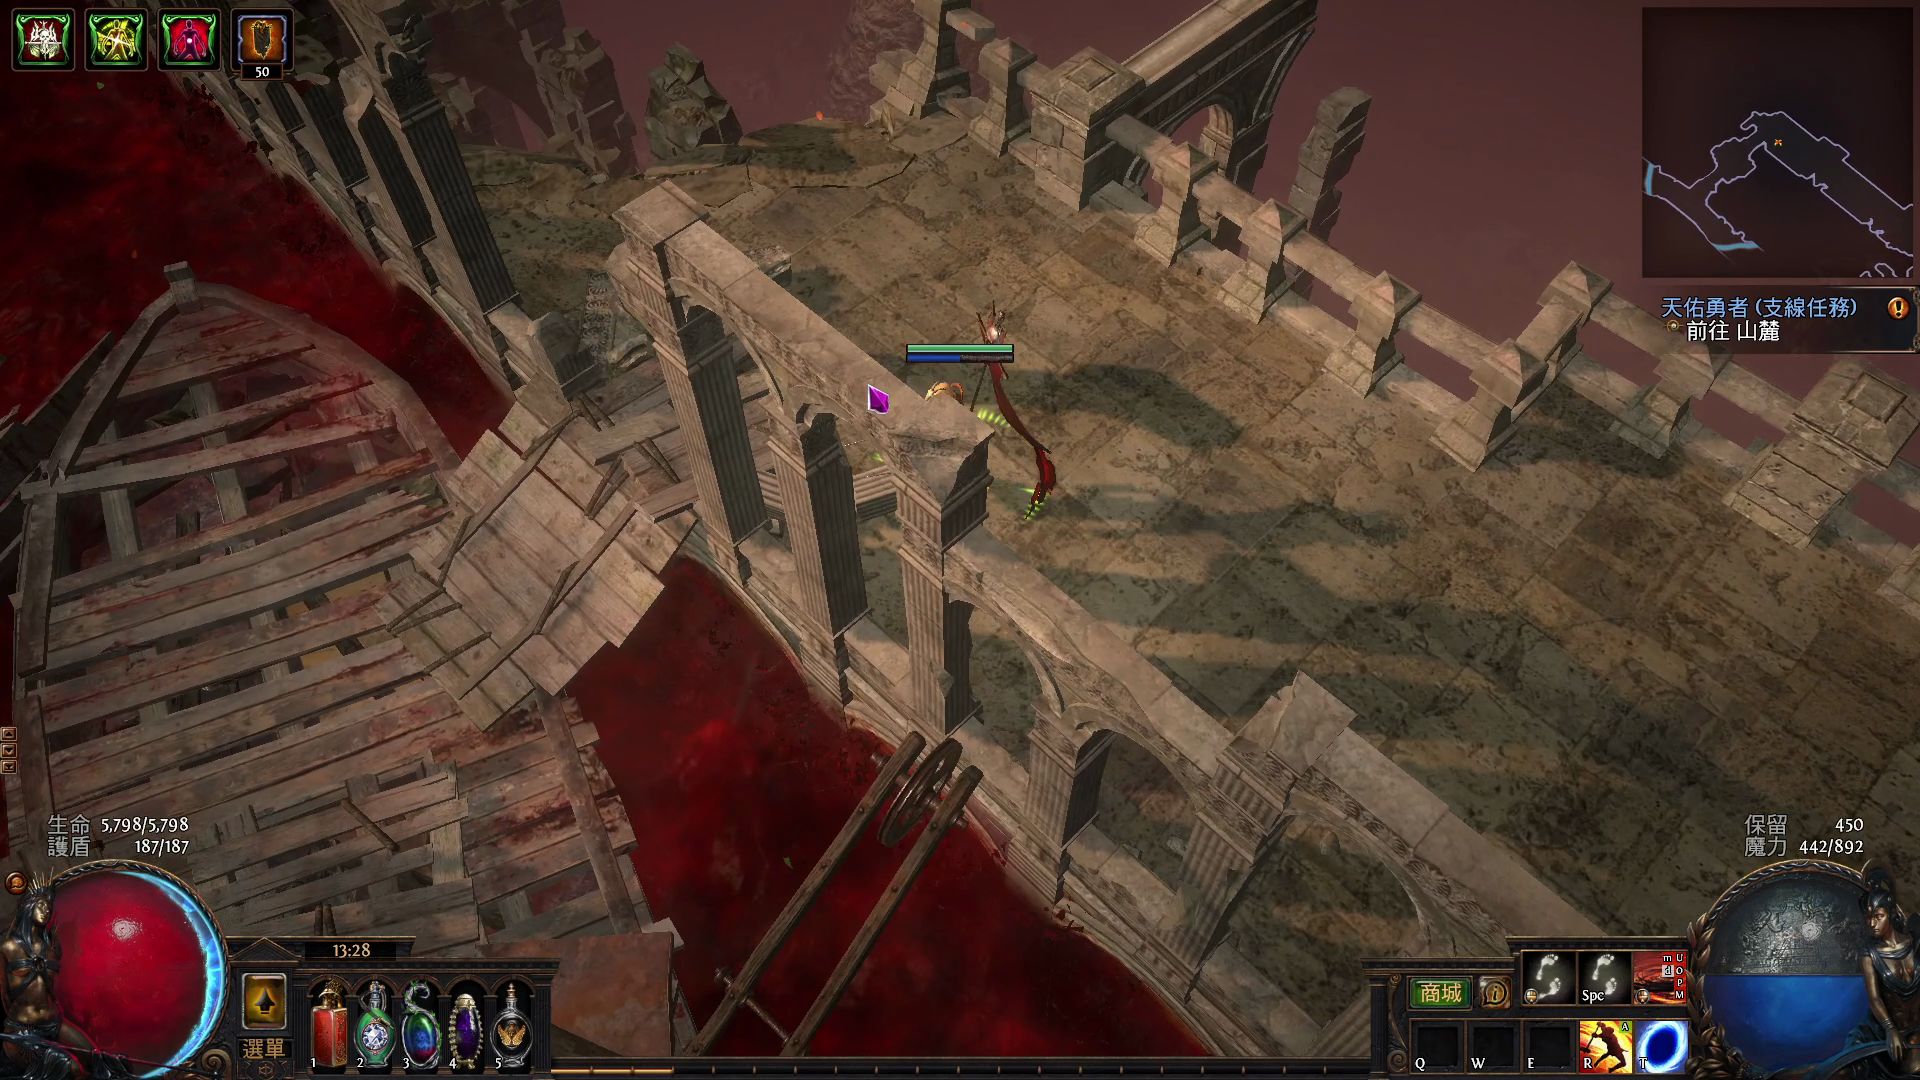 50
天佑勇者 (支線任務)
前往 山麓
生命 5,798/5,798
護盾 187/187
保留 450
魔力 442/892
13:28
選單
1 2 3 4 5
商城
Spc
Q W E R T
A